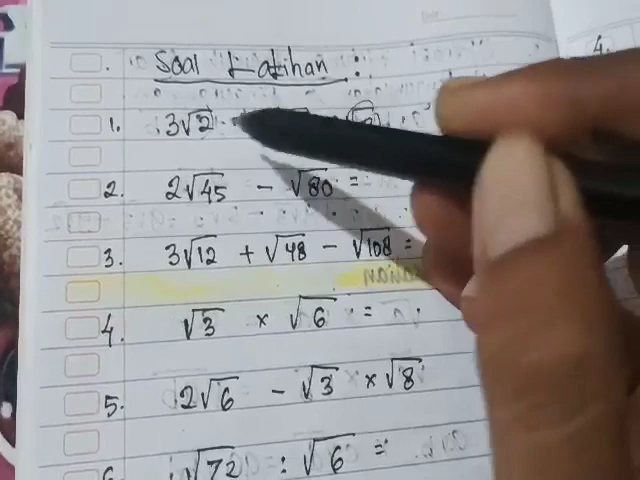 Soal Latihan :
1. 3√2
2. 2√45 - √80 =
3. 3√12 + √48 - √108 =
4. √3 × √6 =
5. 2√6 - √3 × √8
6. √72 : √6 =
4.